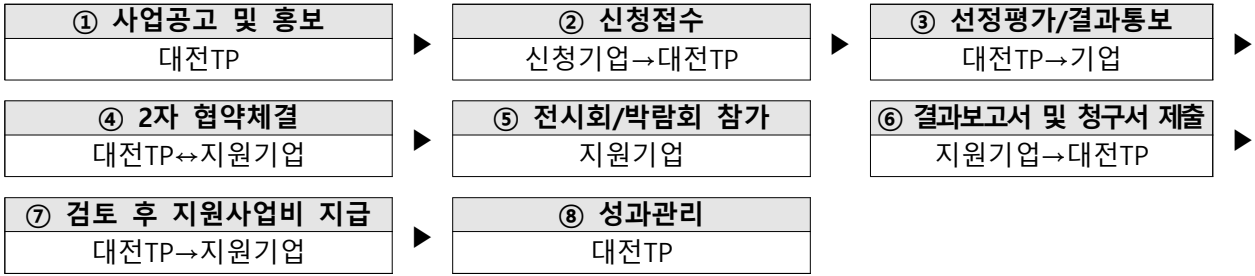 ① 사업공고 및 홍보
대전TP
▶
② 신청접수
신청기업→대전TP
▶
③ 선정평가/결과통보
대전TP→기업
▶
④ 2자 협약체결
대전TP↔지원기업
▶
⑤ 전시회/박람회 참가
지원기업
⑥ 결과보고서 및 청구서 제출
지원기업→대전TP
▶
⑦ 검토 후 지원사업비 지급
대전TP→지원기업
▶
⑧ 성과관리
대전TP